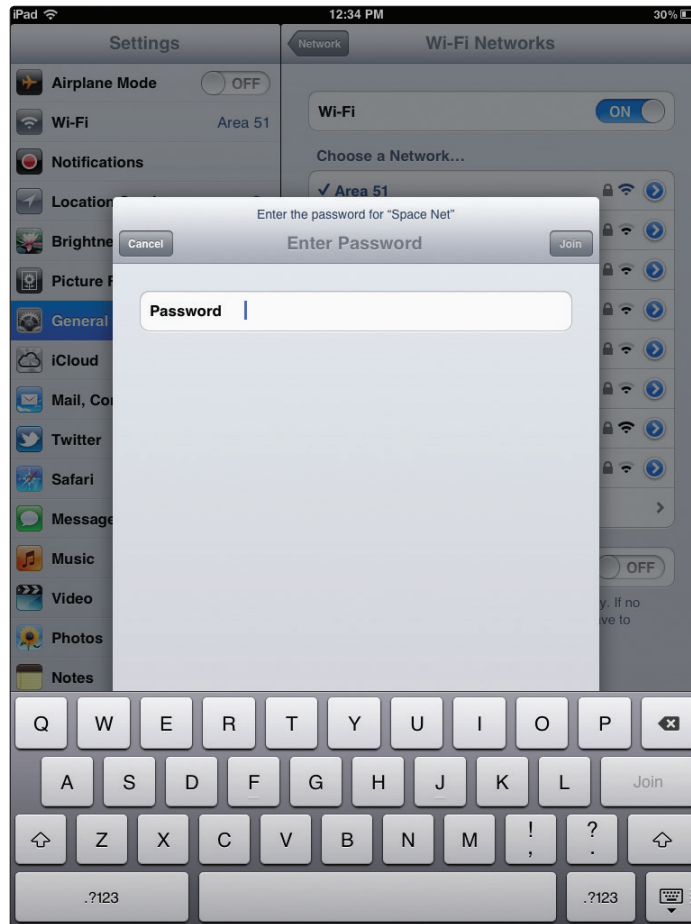 iPad 12:34 PM 30%
Settings
Network Wi-Fi Networks
Airplane Mode OFF
Wi-Fi Area 51
Notifications
Location
Brightne
Picture F
General
iCloud
Mail, Co
Twitter
Safari
Message
Music
Video
Photos
Notes
Wi-Fi ON
Choose a Network...
✓ Area 51
OFF
y. If no
ve to
Enter the password for “Space Net”
Cancel Enter Password Join
Password
Q W E R T Y U I O P
A S D F G H J K L Join
Z X C V B N M ! , ? .
.?123 .?123